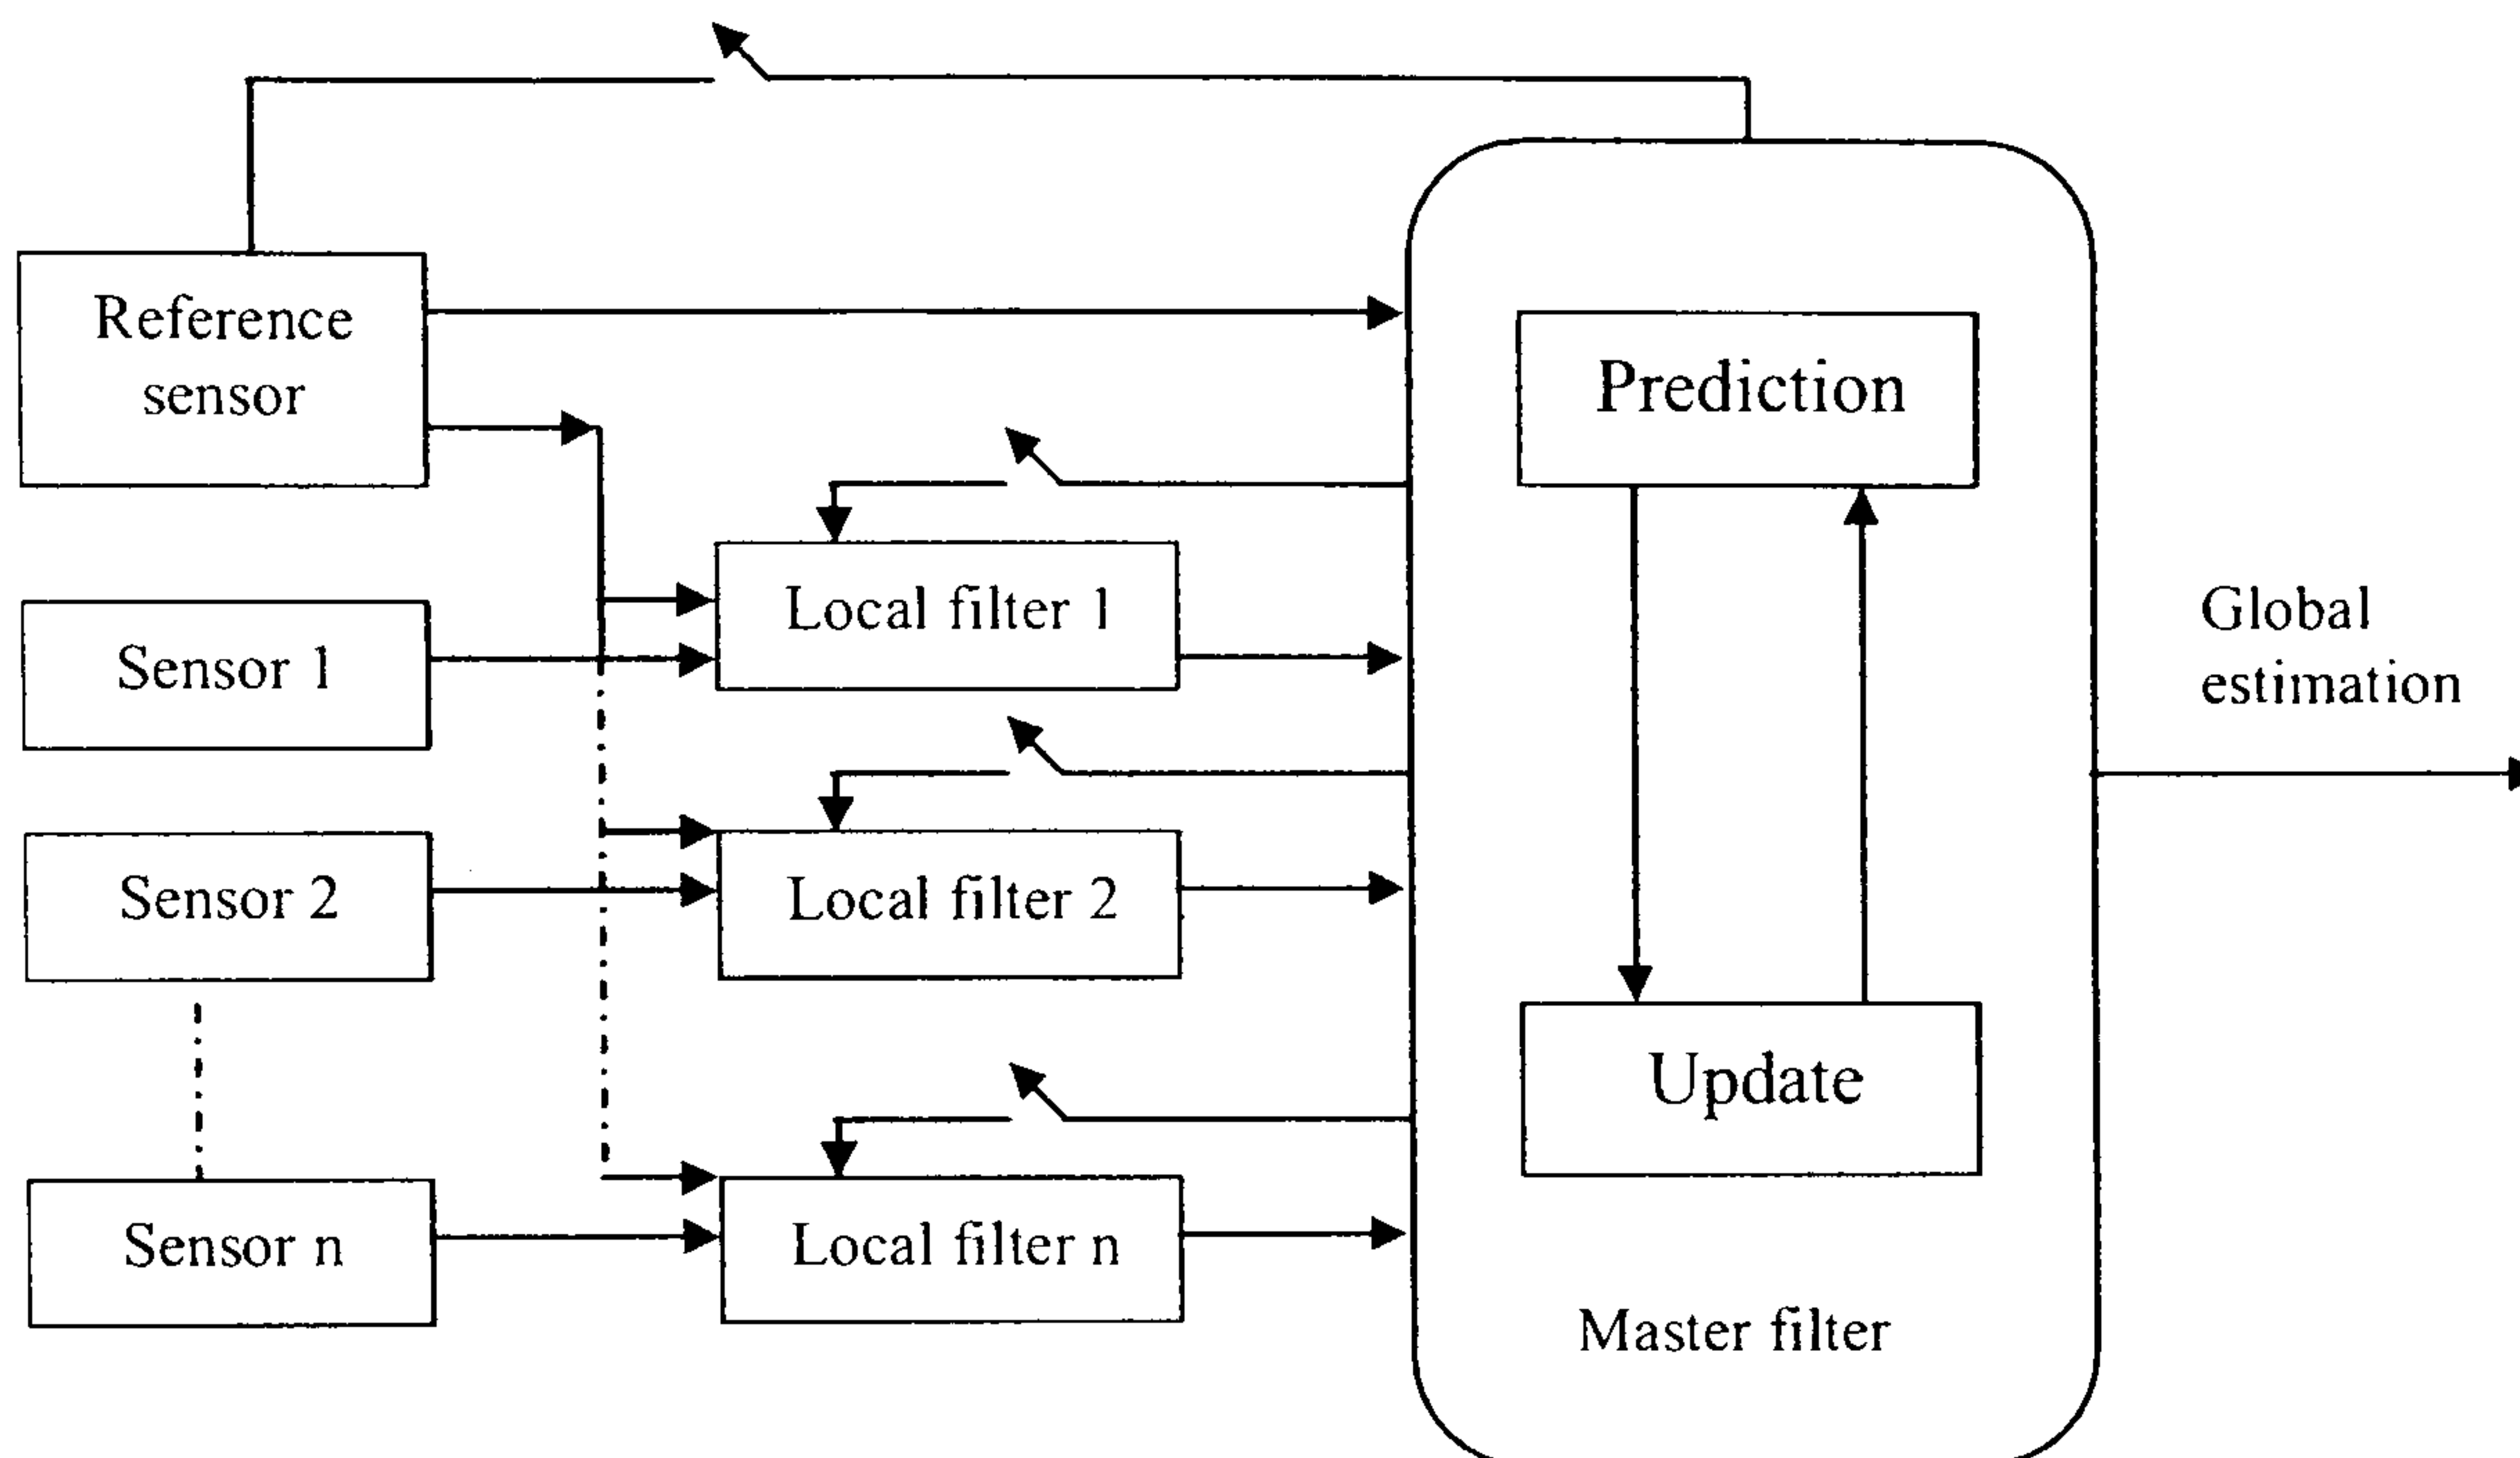 Reference
sensor
Prediction
Local filter 1
Sensor 1
Global
estimation
Sensor 2
Local filter 2
Update
Sensor n
Local filter n
Master filter